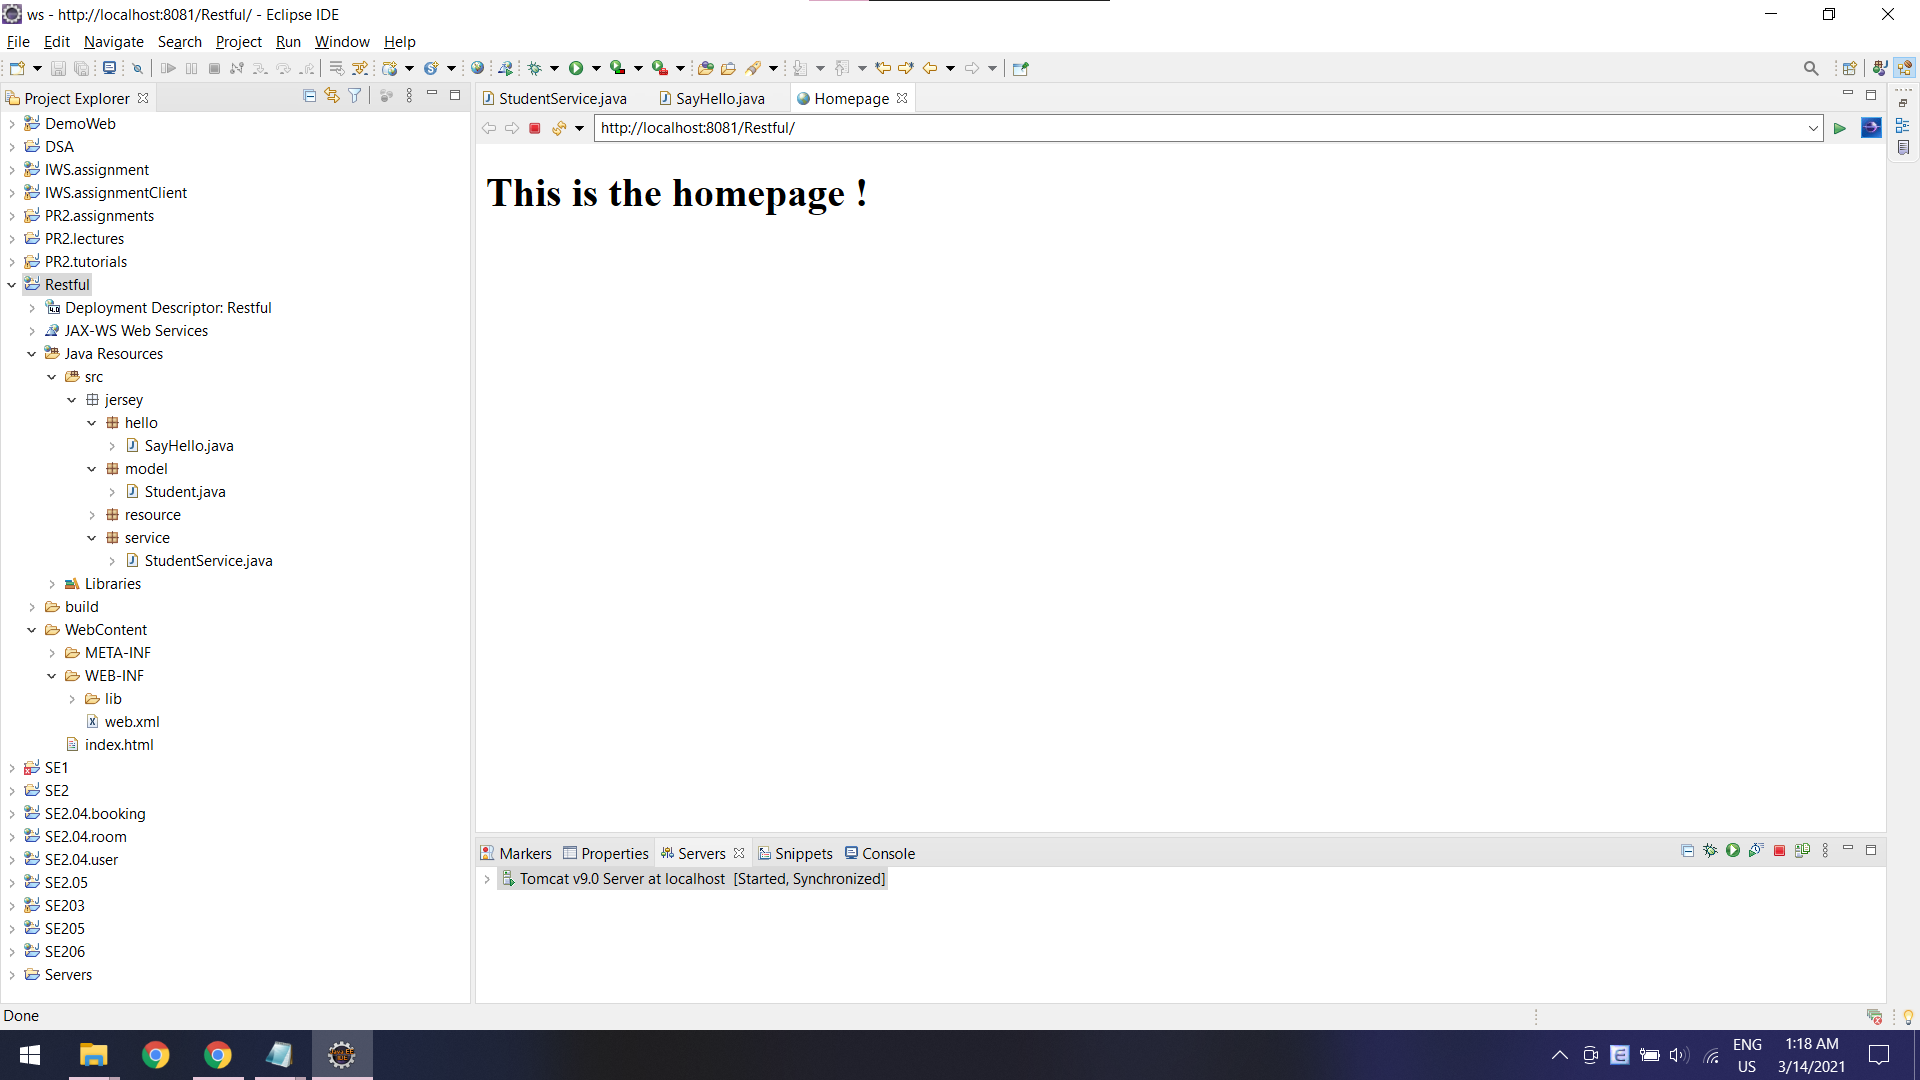 ws - http://localhost:8081/Restful/ - Eclipse IDE
File Edit Navigate Search Project Run Window Help
Project Explorer
StudentService.java SayHello.java Homepage
http://localhost:8081/Restful/
DemoWeb
DSA
IWS.assignment
IWS.assignmentClient
PR2.assignments
PR2.lectures
PR2.tutorials
Restful
Deployment Descriptor: Restful
JAX-WS Web Services
Java Resources
src
jersey
hello
SayHello.java
model
Student.java
resource
service
StudentService.java
Libraries
build
WebContent
META-INF
WEB-INF
lib
web.xml
index.html
SE1
SE2
SE2.04.booking
SE2.04.room
SE2.04.user
SE2.05
SE203
SE205
SE206
Servers
This is the homepage !
Markers Properties Servers Snippets Console
Tomcat v9.0 Server at localhost [Started, Synchronized]
Done
ENG
US
1:18 AM
3/14/2021